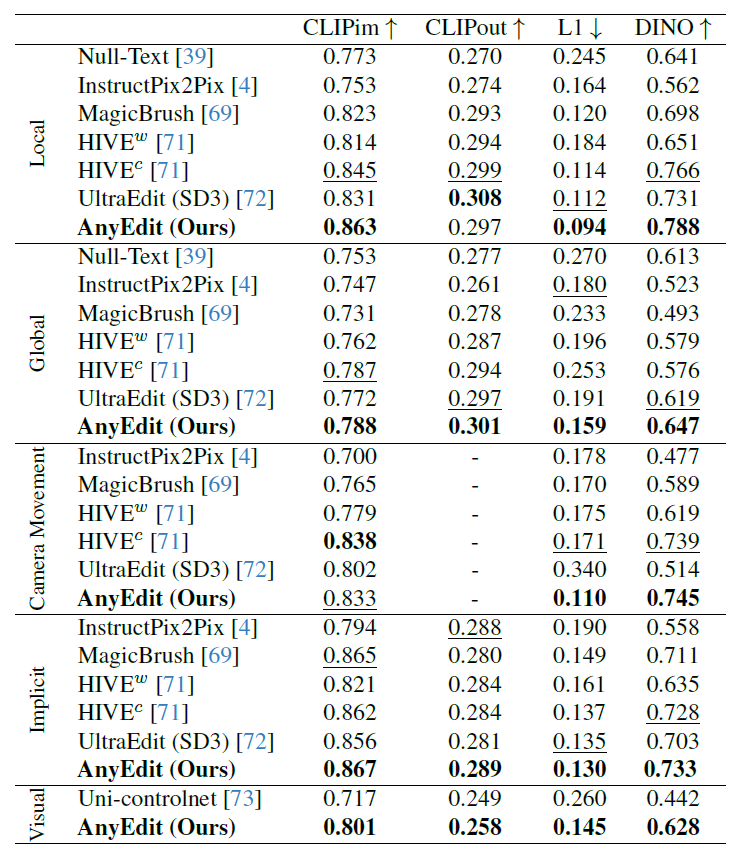 CLIPim ↑ CLIPout ↑ L1 ↓ DINO ↑
Local
Null-Text [39] 0.773 0.270 0.245 0.641
InstructPix2Pix [4] 0.753 0.274 0.164 0.562
MagicBrush [69] 0.823 0.293 0.120 0.698
HIVEʷ [71] 0.814 0.294 0.184 0.651
HIVEᶜ [71] 0.845 0.299 0.114 0.766
UltraEdit (SD3) [72] 0.831 0.308 0.112 0.731
AnyEdit (Ours) 0.863 0.297 0.094 0.788
Global
Null-Text [39] 0.753 0.277 0.270 0.613
InstructPix2Pix [4] 0.747 0.261 0.180 0.523
MagicBrush [69] 0.731 0.278 0.233 0.493
HIVEʷ [71] 0.762 0.287 0.196 0.579
HIVEᶜ [71] 0.787 0.294 0.253 0.576
UltraEdit (SD3) [72] 0.772 0.297 0.191 0.619
AnyEdit (Ours) 0.788 0.301 0.159 0.647
Camera Movement
InstructPix2Pix [4] 0.700 - 0.178 0.477
MagicBrush [69] 0.765 - 0.170 0.589
HIVEʷ [71] 0.779 - 0.175 0.619
HIVEᶜ [71] 0.838 - 0.171 0.739
UltraEdit (SD3) [72] 0.802 - 0.340 0.514
AnyEdit (Ours) 0.833 - 0.110 0.745
Implicit
InstructPix2Pix [4] 0.794 0.288 0.190 0.558
MagicBrush [69] 0.865 0.280 0.149 0.711
HIVEʷ [71] 0.821 0.284 0.161 0.635
HIVEᶜ [71] 0.862 0.284 0.137 0.728
UltraEdit (SD3) [72] 0.856 0.281 0.135 0.703
AnyEdit (Ours) 0.867 0.289 0.130 0.733
Visual
Uni-controlnet [73] 0.717 0.249 0.260 0.442
AnyEdit (Ours) 0.801 0.258 0.145 0.628